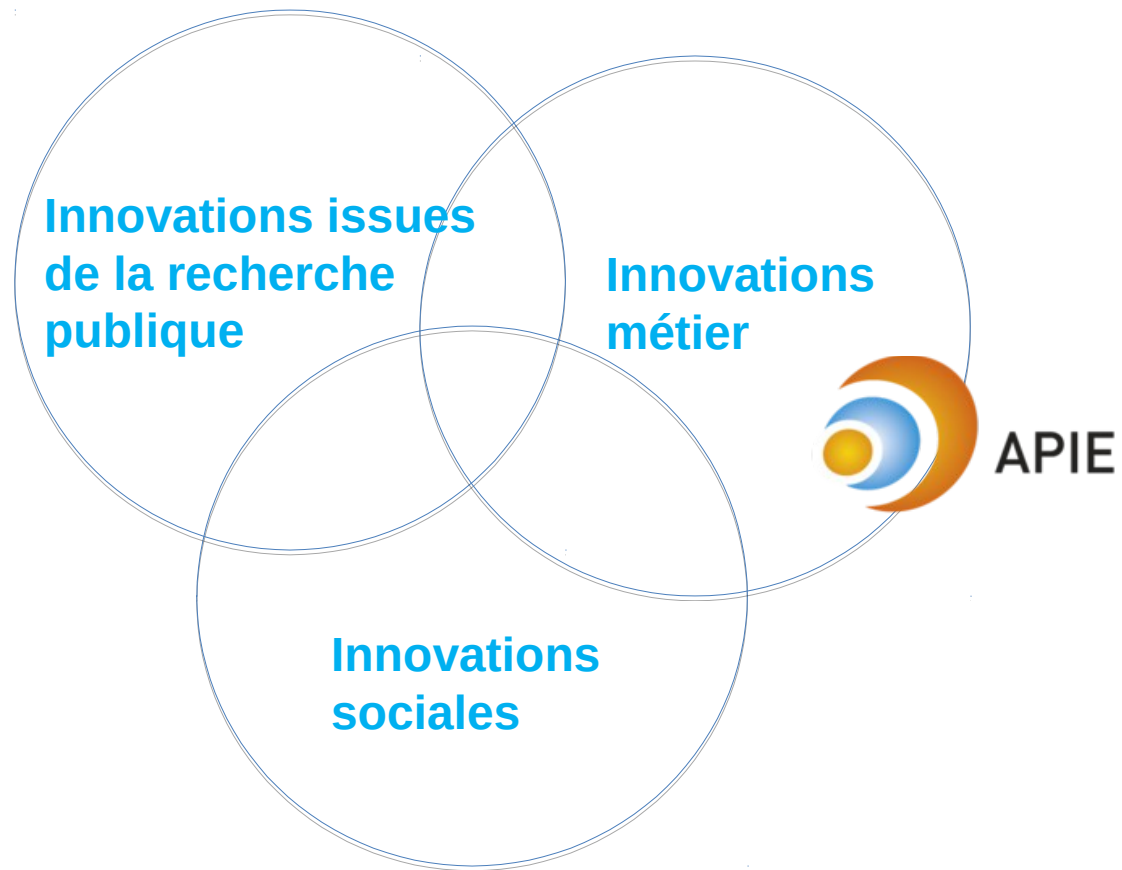 Innovations issues
de la recherche
publique
Innovations
métier
APIE
Innovations
sociales